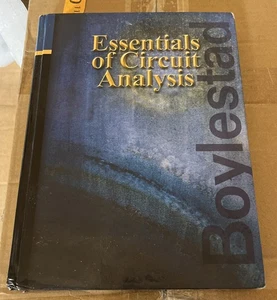 Essentials
of Circuit
Analysis
Boylestad